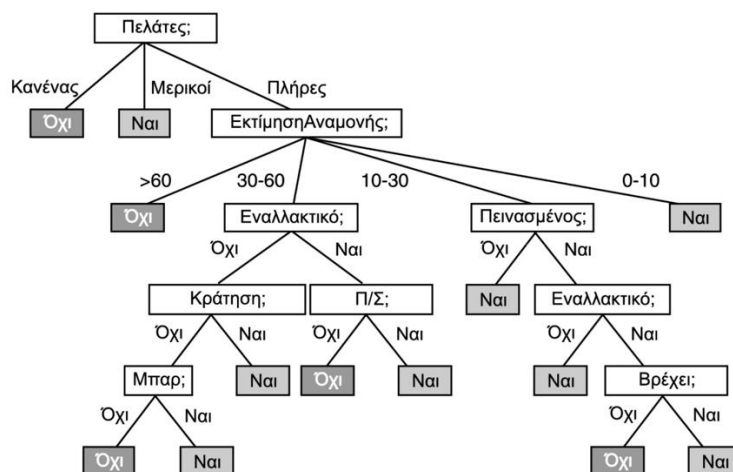 Πελάτες;
Κανένας Μερικοί Πλήρες
Όχι Ναι ΕκτίμησηΑναμονής;
>60 30-60 10-30 0-10
Όχι Εναλλακτικό; Πεινασμένος; Ναι
Όχι Ναι Όχι Ναι
Κράτηση; Π/Σ; Ναι Εναλλακτικό;
Όχι Ναι Όχι Ναι Όχι Ναι
Μπαρ; Ναι Όχι Ναι Ναι Βρέχει;
Όχι Ναι Όχι Ναι
Όχι Ναι Όχι Ναι